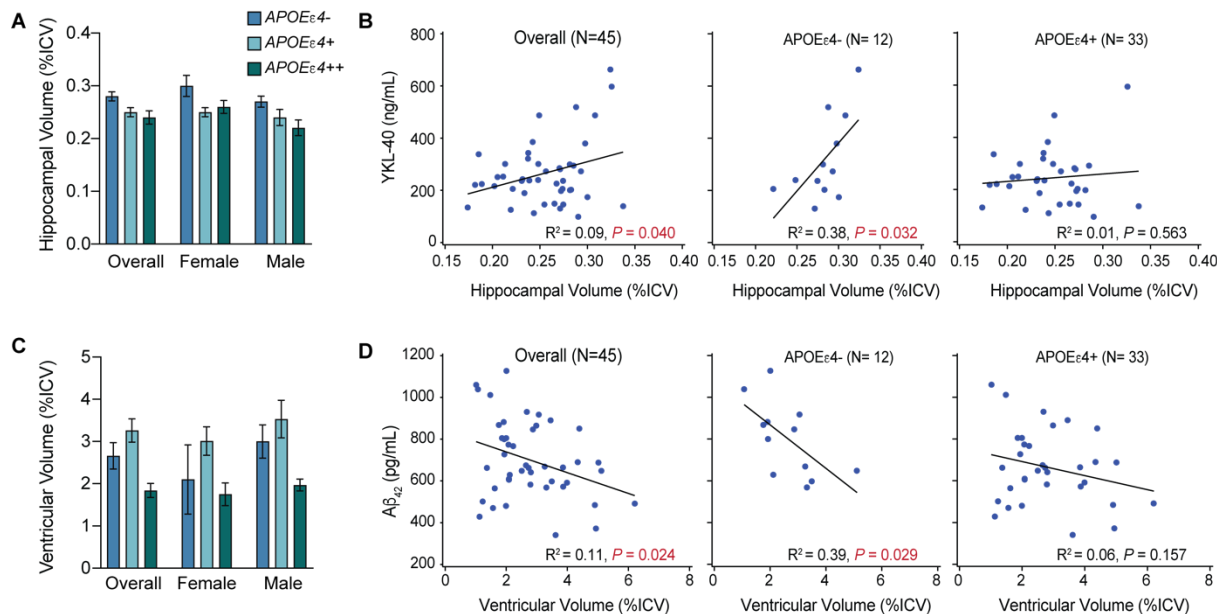 A
Hippocampal Volume (%ICV)
0.4
0.3
0.2
0.1
0.0
APOEε4-
APOEε4+
APOEε4++
Overall
Female
Male
B
YKL-40 (ng/mL)
800
600
400
200
0
Overall (N=45)
R² = 0.09, P = 0.040
0.15
0.20
0.25
0.30
0.35
0.40
Hippocampal Volume (%ICV)
APOEε4- (N= 12)
R² = 0.38, P = 0.032
0.15
0.20
0.25
0.30
0.35
0.40
Hippocampal Volume (%ICV)
APOEε4+ (N= 33)
R² = 0.01, P = 0.563
0.15
0.20
0.25
0.30
0.35
0.40
Hippocampal Volume (%ICV)
C
Ventricular Volume (%ICV)
5
4
3
2
1
0
Overall
Female
Male
D
Aβ₄₂ (pg/mL)
1200
1000
800
600
400
200
Overall (N=45)
R² = 0.11, P = 0.024
0
2
4
6
8
Ventricular Volume (%ICV)
APOEε4- (N= 12)
R² = 0.39, P = 0.029
0
2
4
6
8
Ventricular Volume (%ICV)
APOEε4+ (N= 33)
R² = 0.06, P = 0.157
0
2
4
6
8
Ventricular Volume (%ICV)